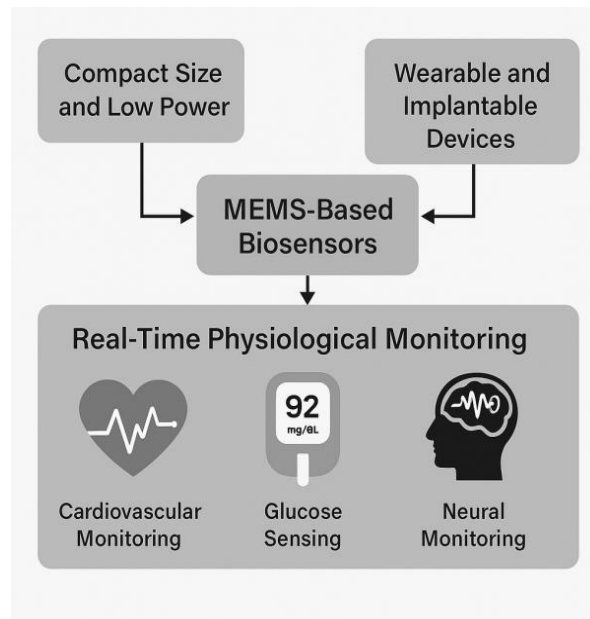 Compact Size
and Low Power
Wearable and
Implantable
Devices
MEMS-Based
Biosensors
Real-Time Physiological Monitoring
92
mg/BL
Cardiovascular
Monitoring
Glucose
Sensing
Neural
Monitoring